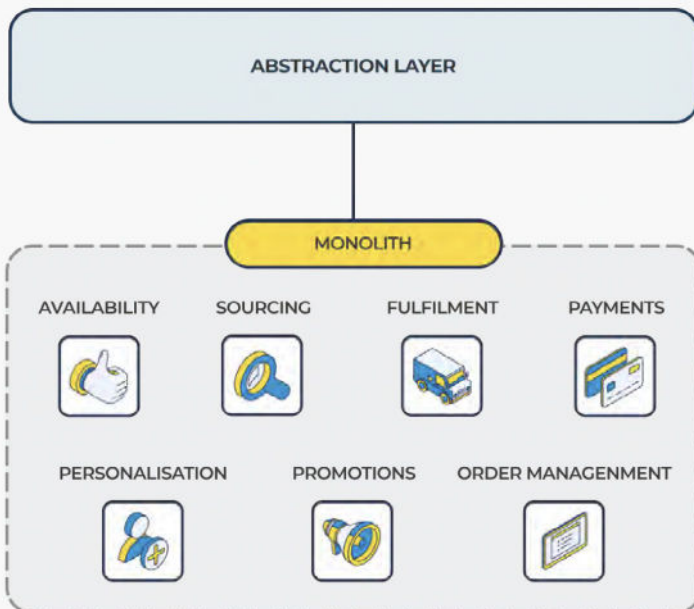 ABSTRACTION LAYER
MONOLITH
AVAILABILITY SOURCING FULFILMENT PAYMENTS
PERSONALISATION PROMOTIONS ORDER MANAGENMENT